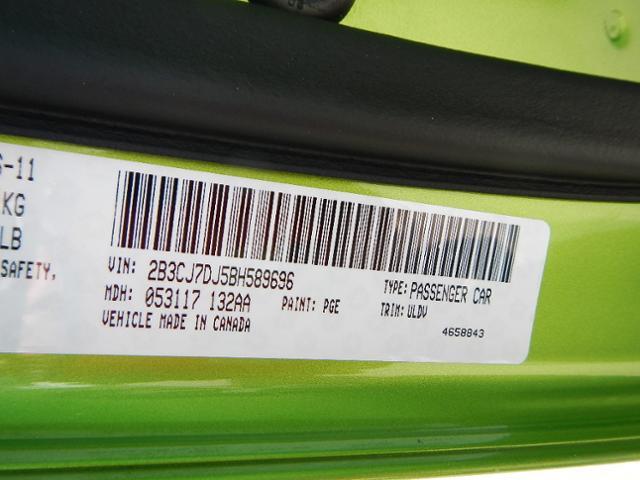 S-11
KG
LB
SAFETY,
VIN: 2B3CJ7DJ5BH589696
TYPE: PASSENGER CAR
MDH: 053117 132AA
PAINT: PGE
TRIM: ULDV
VEHICLE MADE IN CANADA
4658843